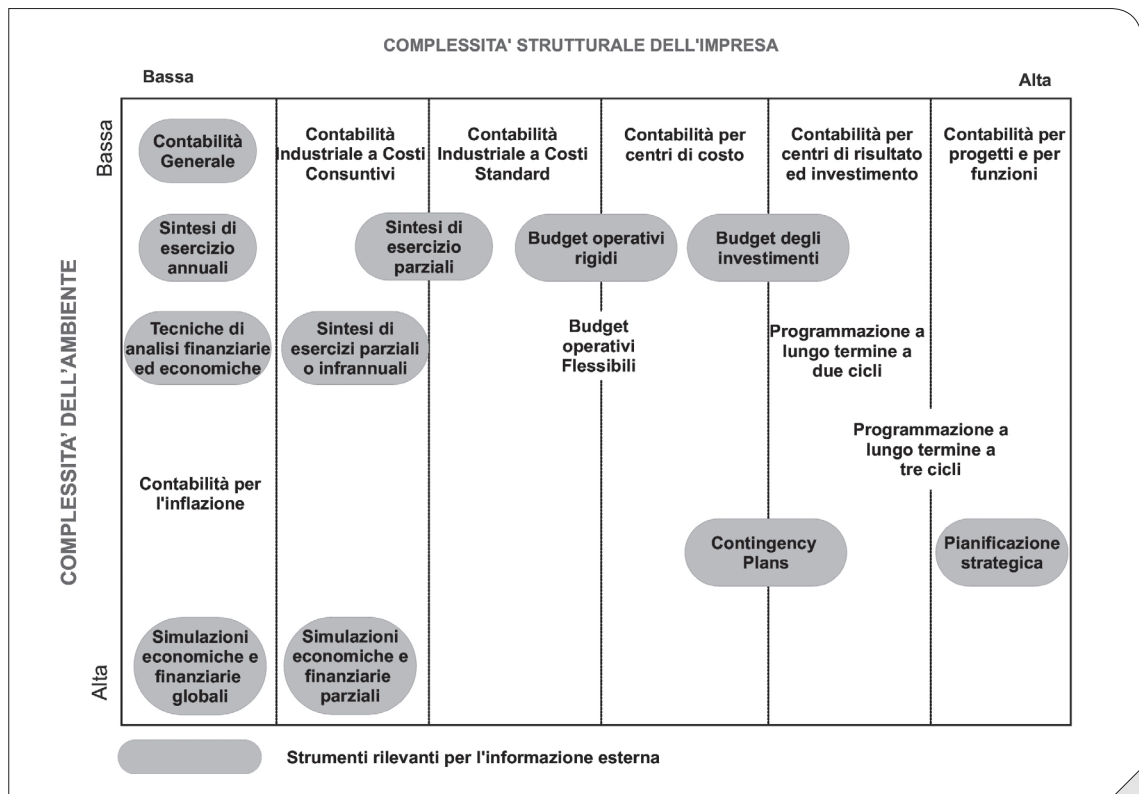 COMPLESSITA' STRUTTURALE DELL'IMPRESA
Bassa
Alta
COMPLESSITA' DELL'AMBIENTE
Bassa
Alta
Contabilità
Generale
Contabilità
Industriale a Costi
Consuntivi
Contabilità
Industriale a Costi
Standard
Contabilità per
centri di costo
Contabilità per
centri di risultato
ed investimento
Contabilità per
progetti e per
funzioni
Sintesi di
esercizio
annuali
Sintesi di
esercizio
parziali
Budget operativi
rigidi
Budget degli
investimenti
Tecniche di
analisi finanziarie
ed economiche
Sintesi di
esercizi parziali
o infrannuali
Budget
operativi
Flessibili
Programmazione a
lungo termine a
due cicli
Programmazione a
lungo termine a
tre cicli
Contabilità per
l'inflazione
Contingency
Plans
Pianificazione
strategica
Simulazioni
economiche e
finanziarie
globali
Simulazioni
economiche e
finanziarie
parziali
Strumenti rilevanti per l'informazione esterna